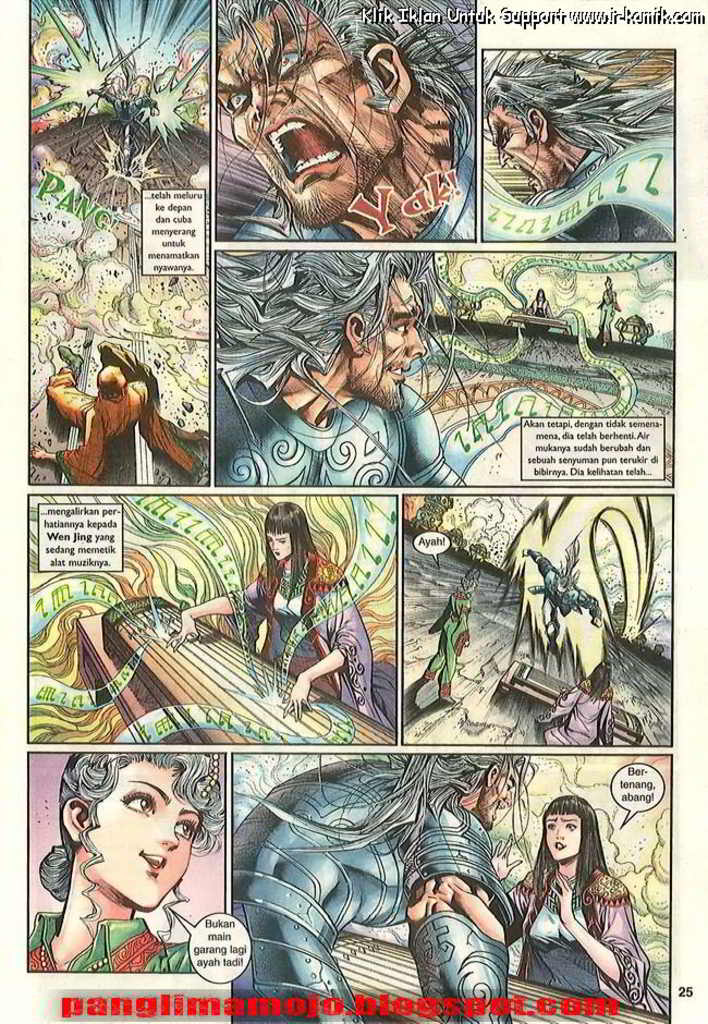 Klik Iklan Untuk Support www.ir-komik.com
PANG!
...telah meluru
ke depan
dan cuba
menyerang
untuk
menamatkan
nyawanya.
Yak!
Akan tetapi, dengan tidak semena-
mena, dia telah berhenti. Air
mukanya sudah berubah dan
sebuah senyuman pun terukir di
bibirnya. Dia kelihatan telah...
...mengalirkan per-
hatiannya kepada
Wen Jing yang
sedang memetik
alat muziknya.
Ayah!
Bukan
main
garang lagi
ayah tadi!
Ber-
tenang,
abang!
25
panglimamojo.blogspot.com